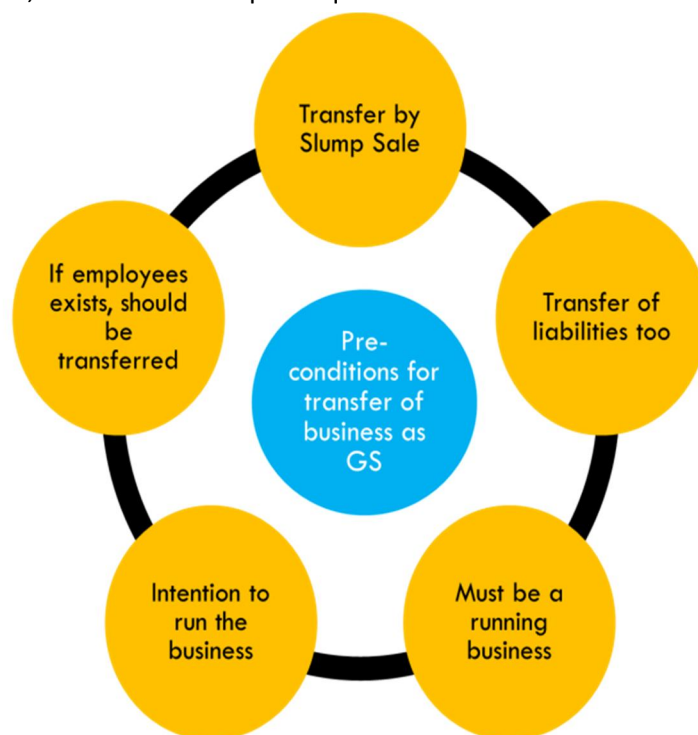 Transfer by
Slump Sale
Transfer of
liabilities too
Must be a
running
business
Intention to
run the
business
If employees
exists, should
be
transferred
Pre-
conditions for
transfer of
business as
GS